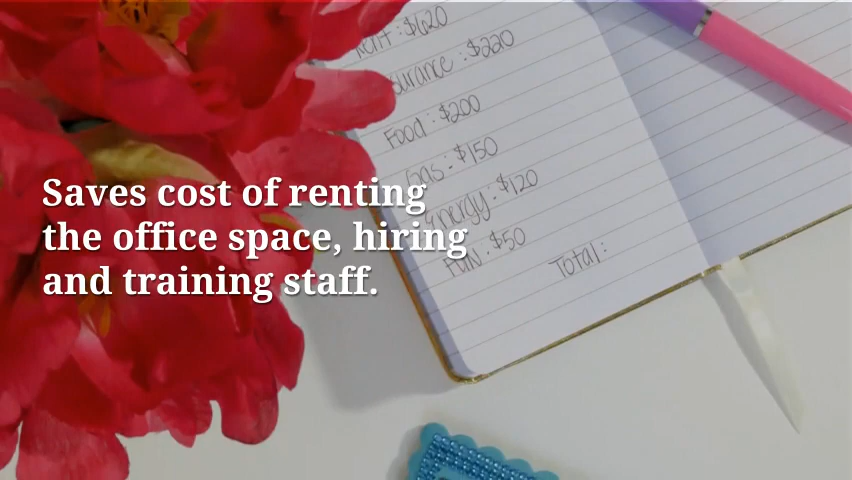 Rent: $620
surance: $220
Food: $200
Gas: $150
Energy: $120
Fun: $50
Total:
Saves cost of renting
the office space, hiring
and training staff.